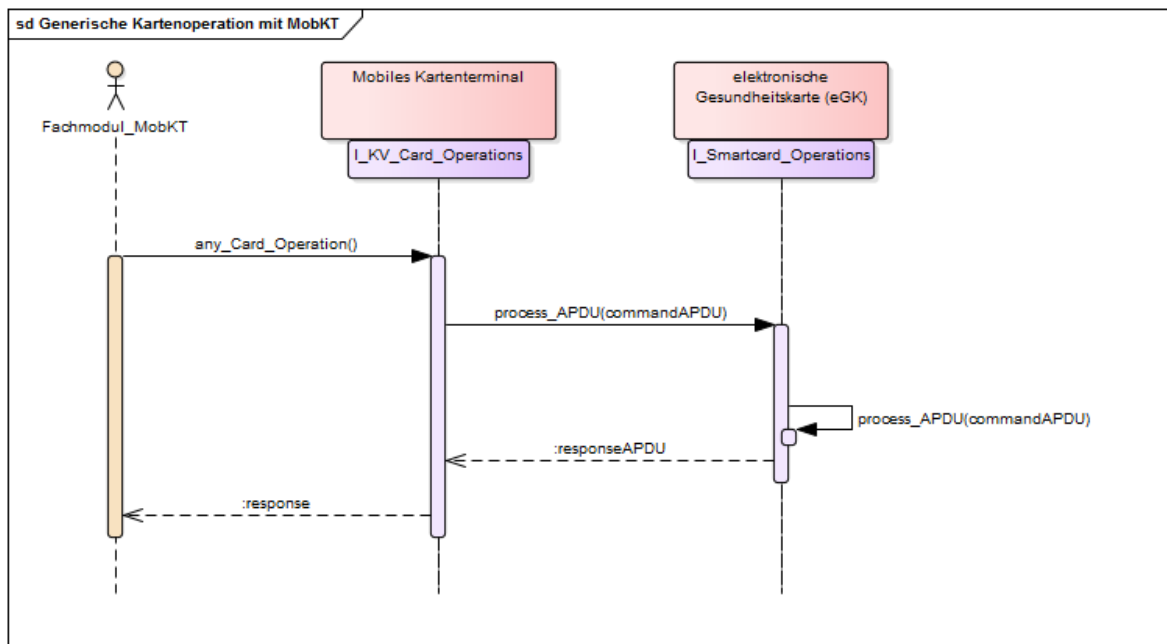 sd Generische Kartenoperation mit MobKT
Fachmodul_MobKT
Mobiles Kartenterminal
I_KV_Card_Operations
elektronische
Gesundheitskarte (eGK)
I_Smartcard_Operations
any_Card_Operation()
process_APDU(commandAPDU)
process_APDU(commandAPDU)
:responseAPDU
:response